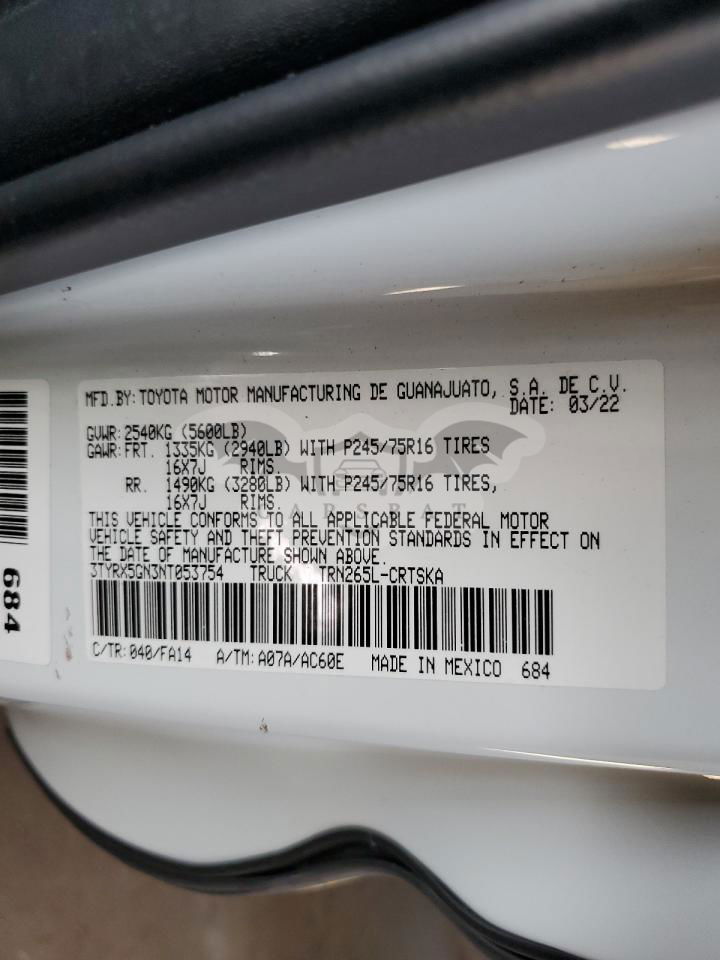 MFD.BY:TOYOTA MOTOR MANUFACTURING DE GUANAJUATO, S.A. DE C.V.
DATE: 03/22
GVWR:2540KG (5600LB)
GAWR:FRT. 1335KG (2940LB) WITH P245/75R16 TIRES
16X7J RIMS.
RR. 1490KG (3280LB) WITH P245/75R16 TIRES,
16X7J RIMS.
CARSBAT
THIS VEHICLE CONFORMS TO ALL APPLICABLE FEDERAL MOTOR
VEHICLE SAFETY AND THEFT PREVENTION STANDARDS IN EFFECT ON
THE DATE OF MANUFACTURE SHOWN ABOVE.
3TYRX5GN3NT053754 TRUCK TRN265L-CRTSKA
C/TR:040/FA14 A/TM:A07A/AC60E MADE IN MEXICO 684
684